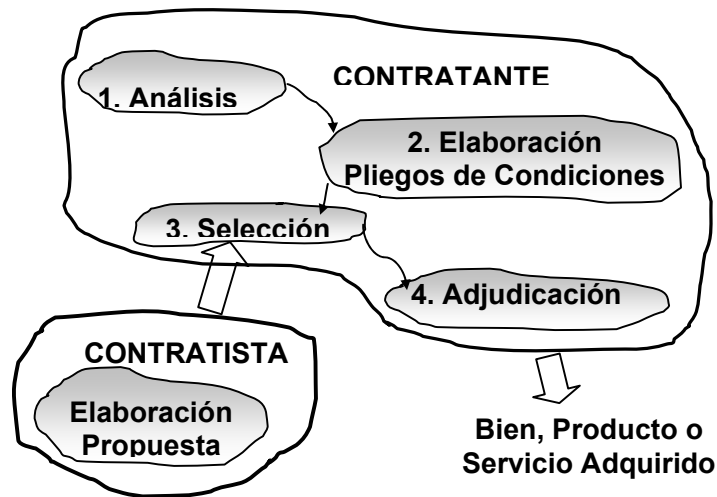 CONTRATANTE
1. Análisis
2. Elaboración
Pliegos de Condiciones
3. Selección
4. Adjudicación
CONTRATISTA
Elaboración
Propuesta
Bien, Producto o
Servicio Adquirido